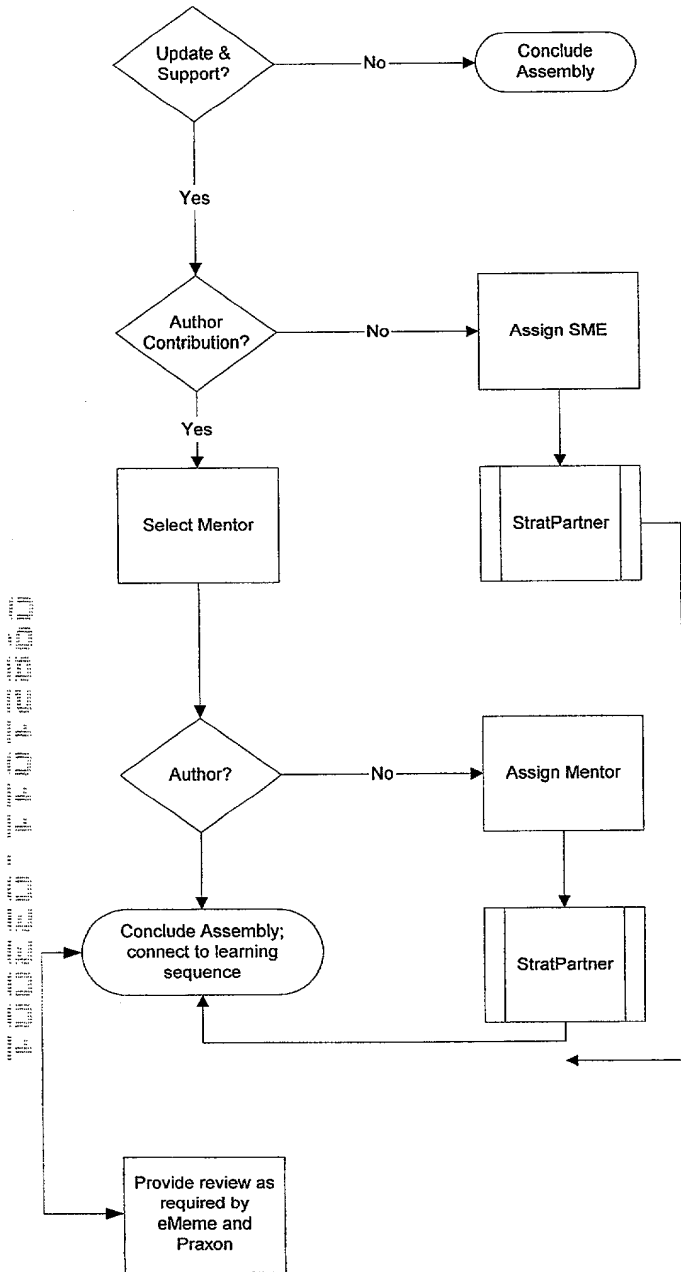 Update &
Support?
No
Conclude
Assembly
Yes
Author
Contribution?
No
Assign SME
Yes
Select Mentor
StratPartner
Author?
No
Assign Mentor
Conclude Assembly;
connect to learning
sequence
StratPartner
Provide review as
required by
eMeme and
Praxon